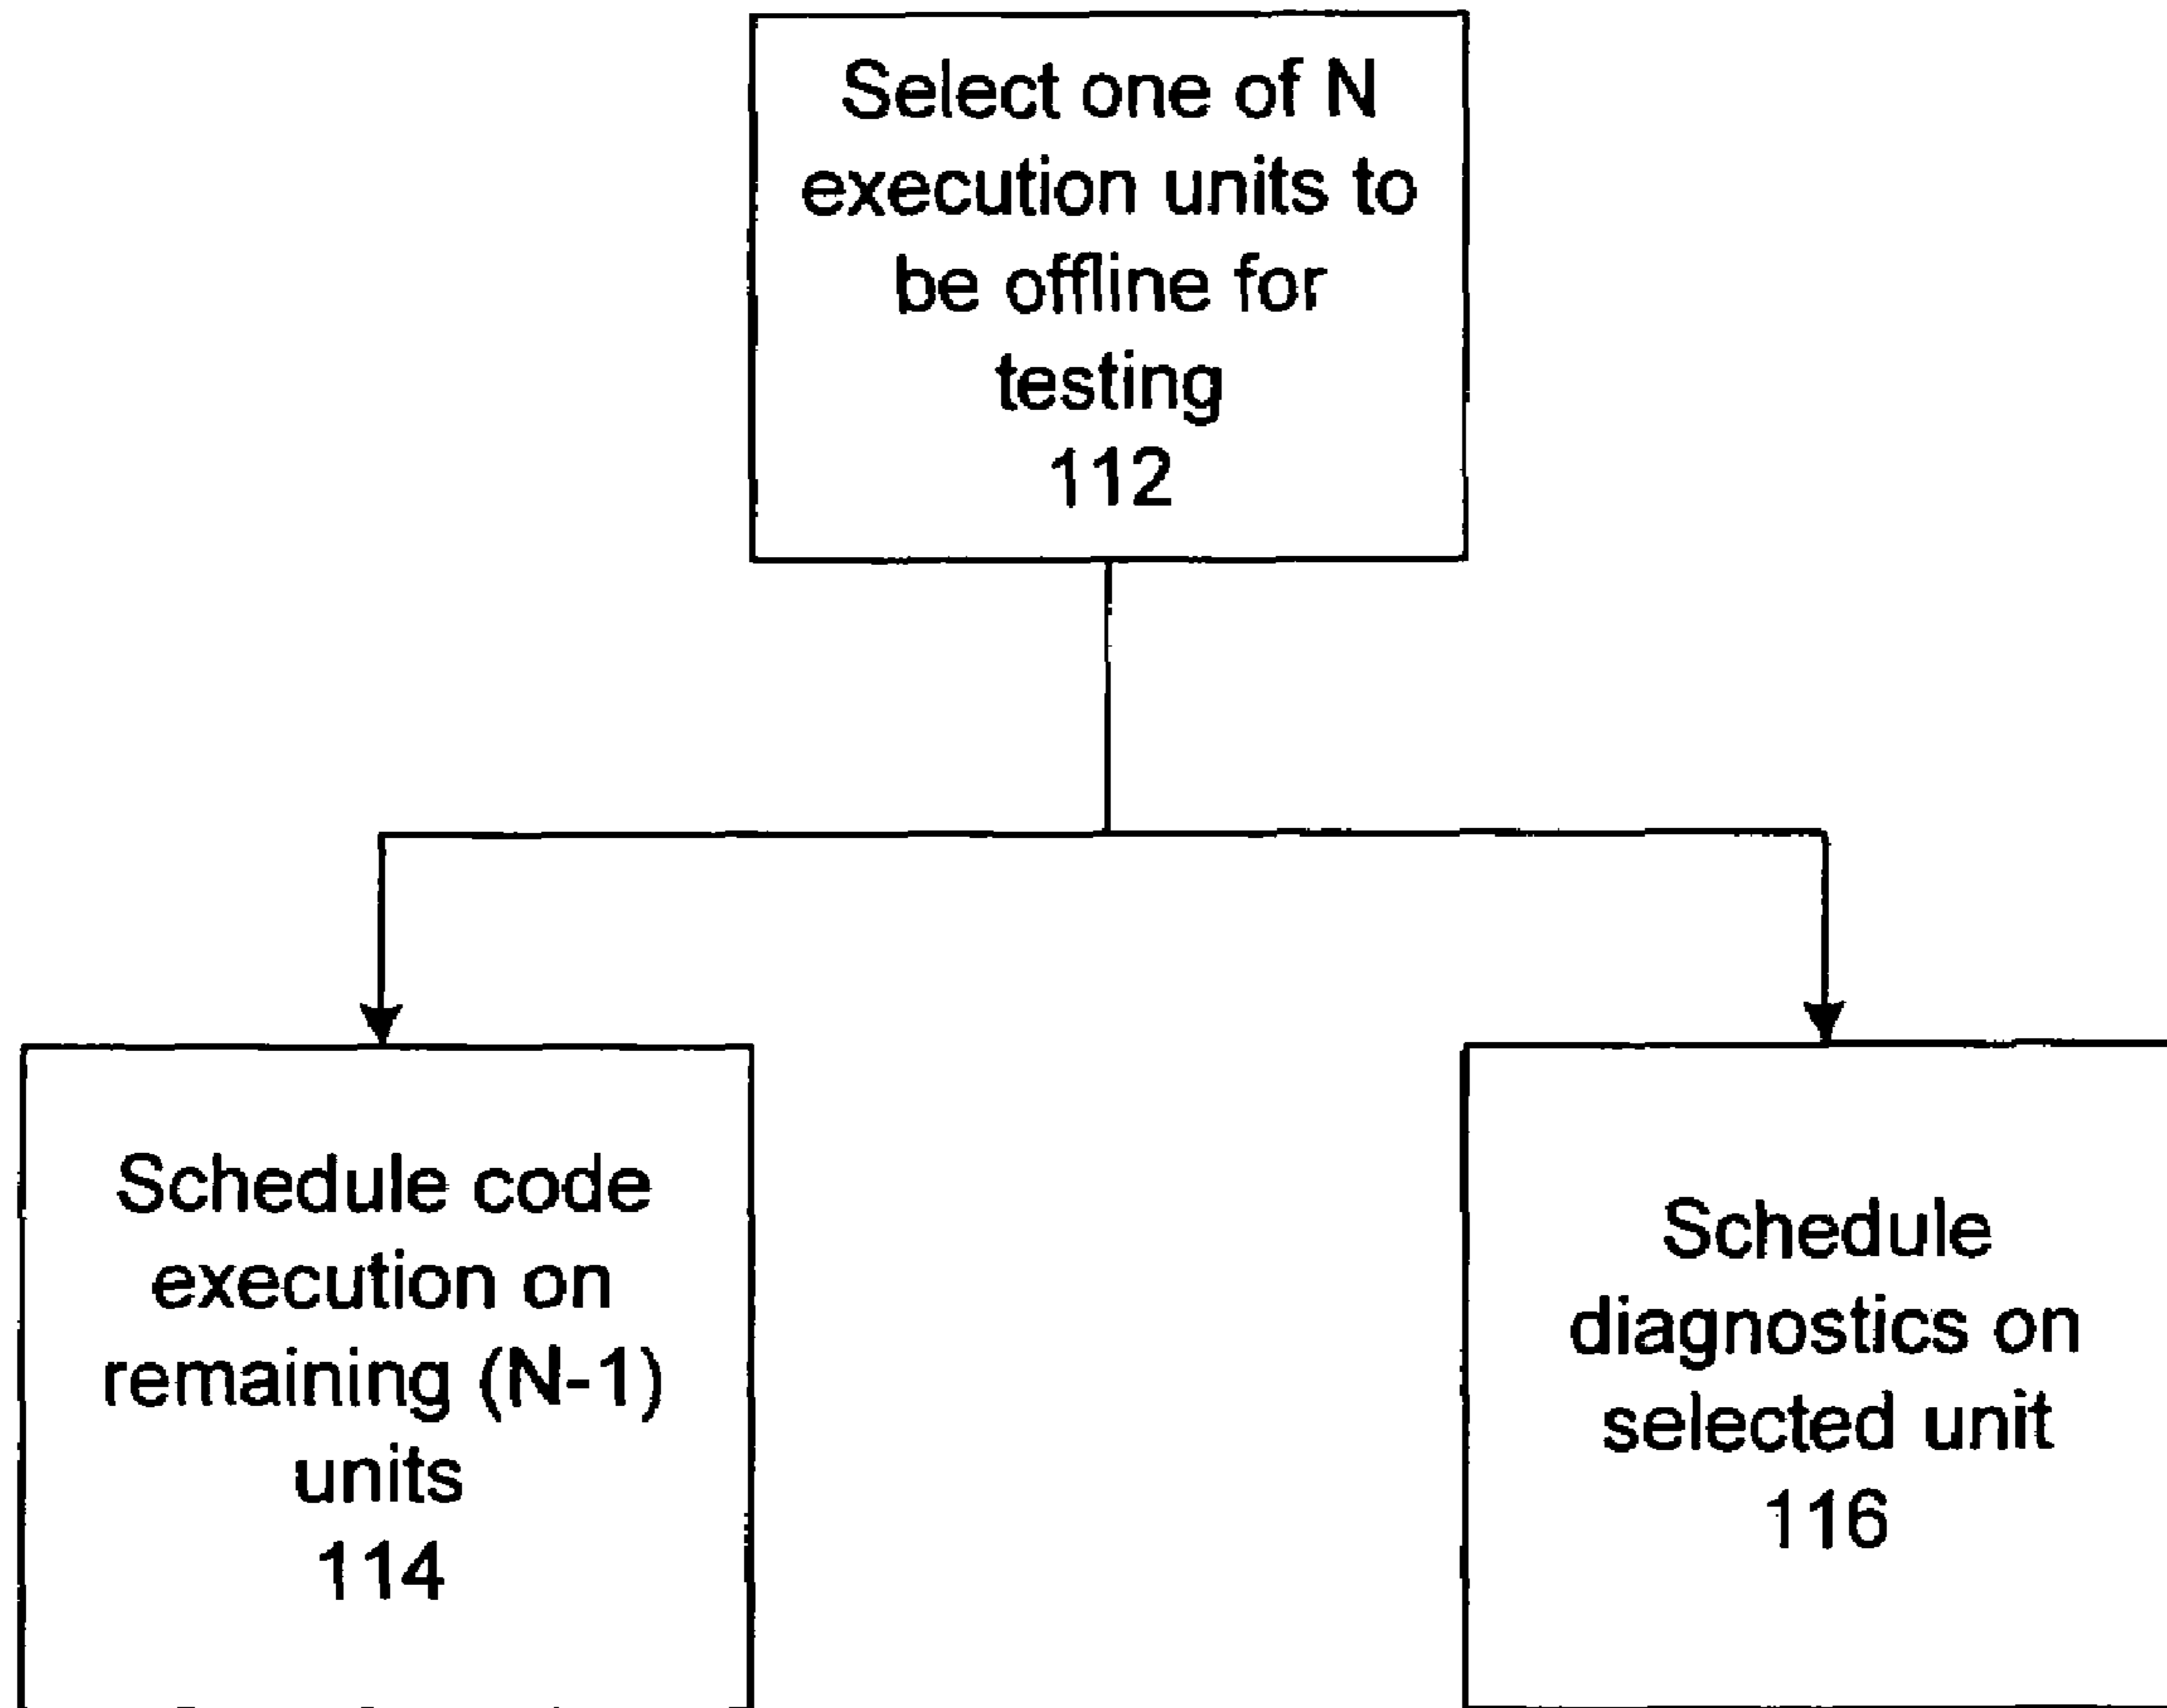 Select one of N
execution units to
be offline for
testing
112
Schedule code
execution on
remaining (N-1)
units
114
Schedule
diagnostics on
selected unit
116